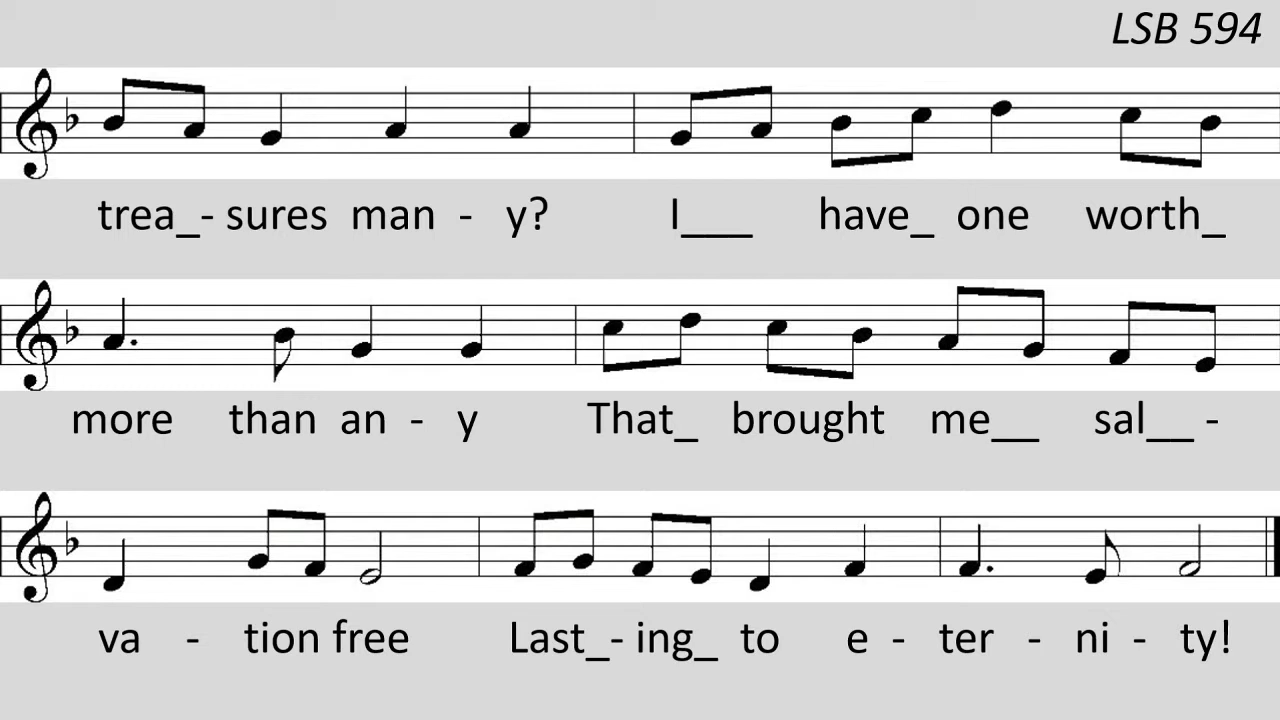 LSB 594
trea_- sures man - y? I___ have_ one worth_
more than an - y That_ brought me__ sal__ -
va - tion free Last_- ing_ to e - ter - ni - ty!